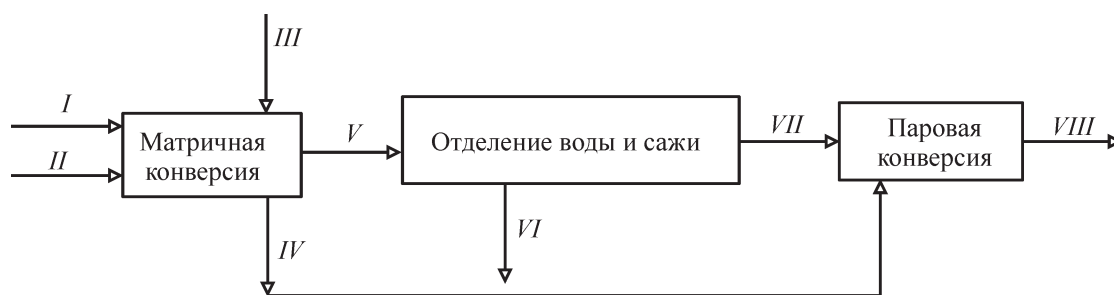 III
I
II
Матричная
конверсия
V
Отделение воды и сажи
VII
Паровая
конверсия
VIII
IV
VI